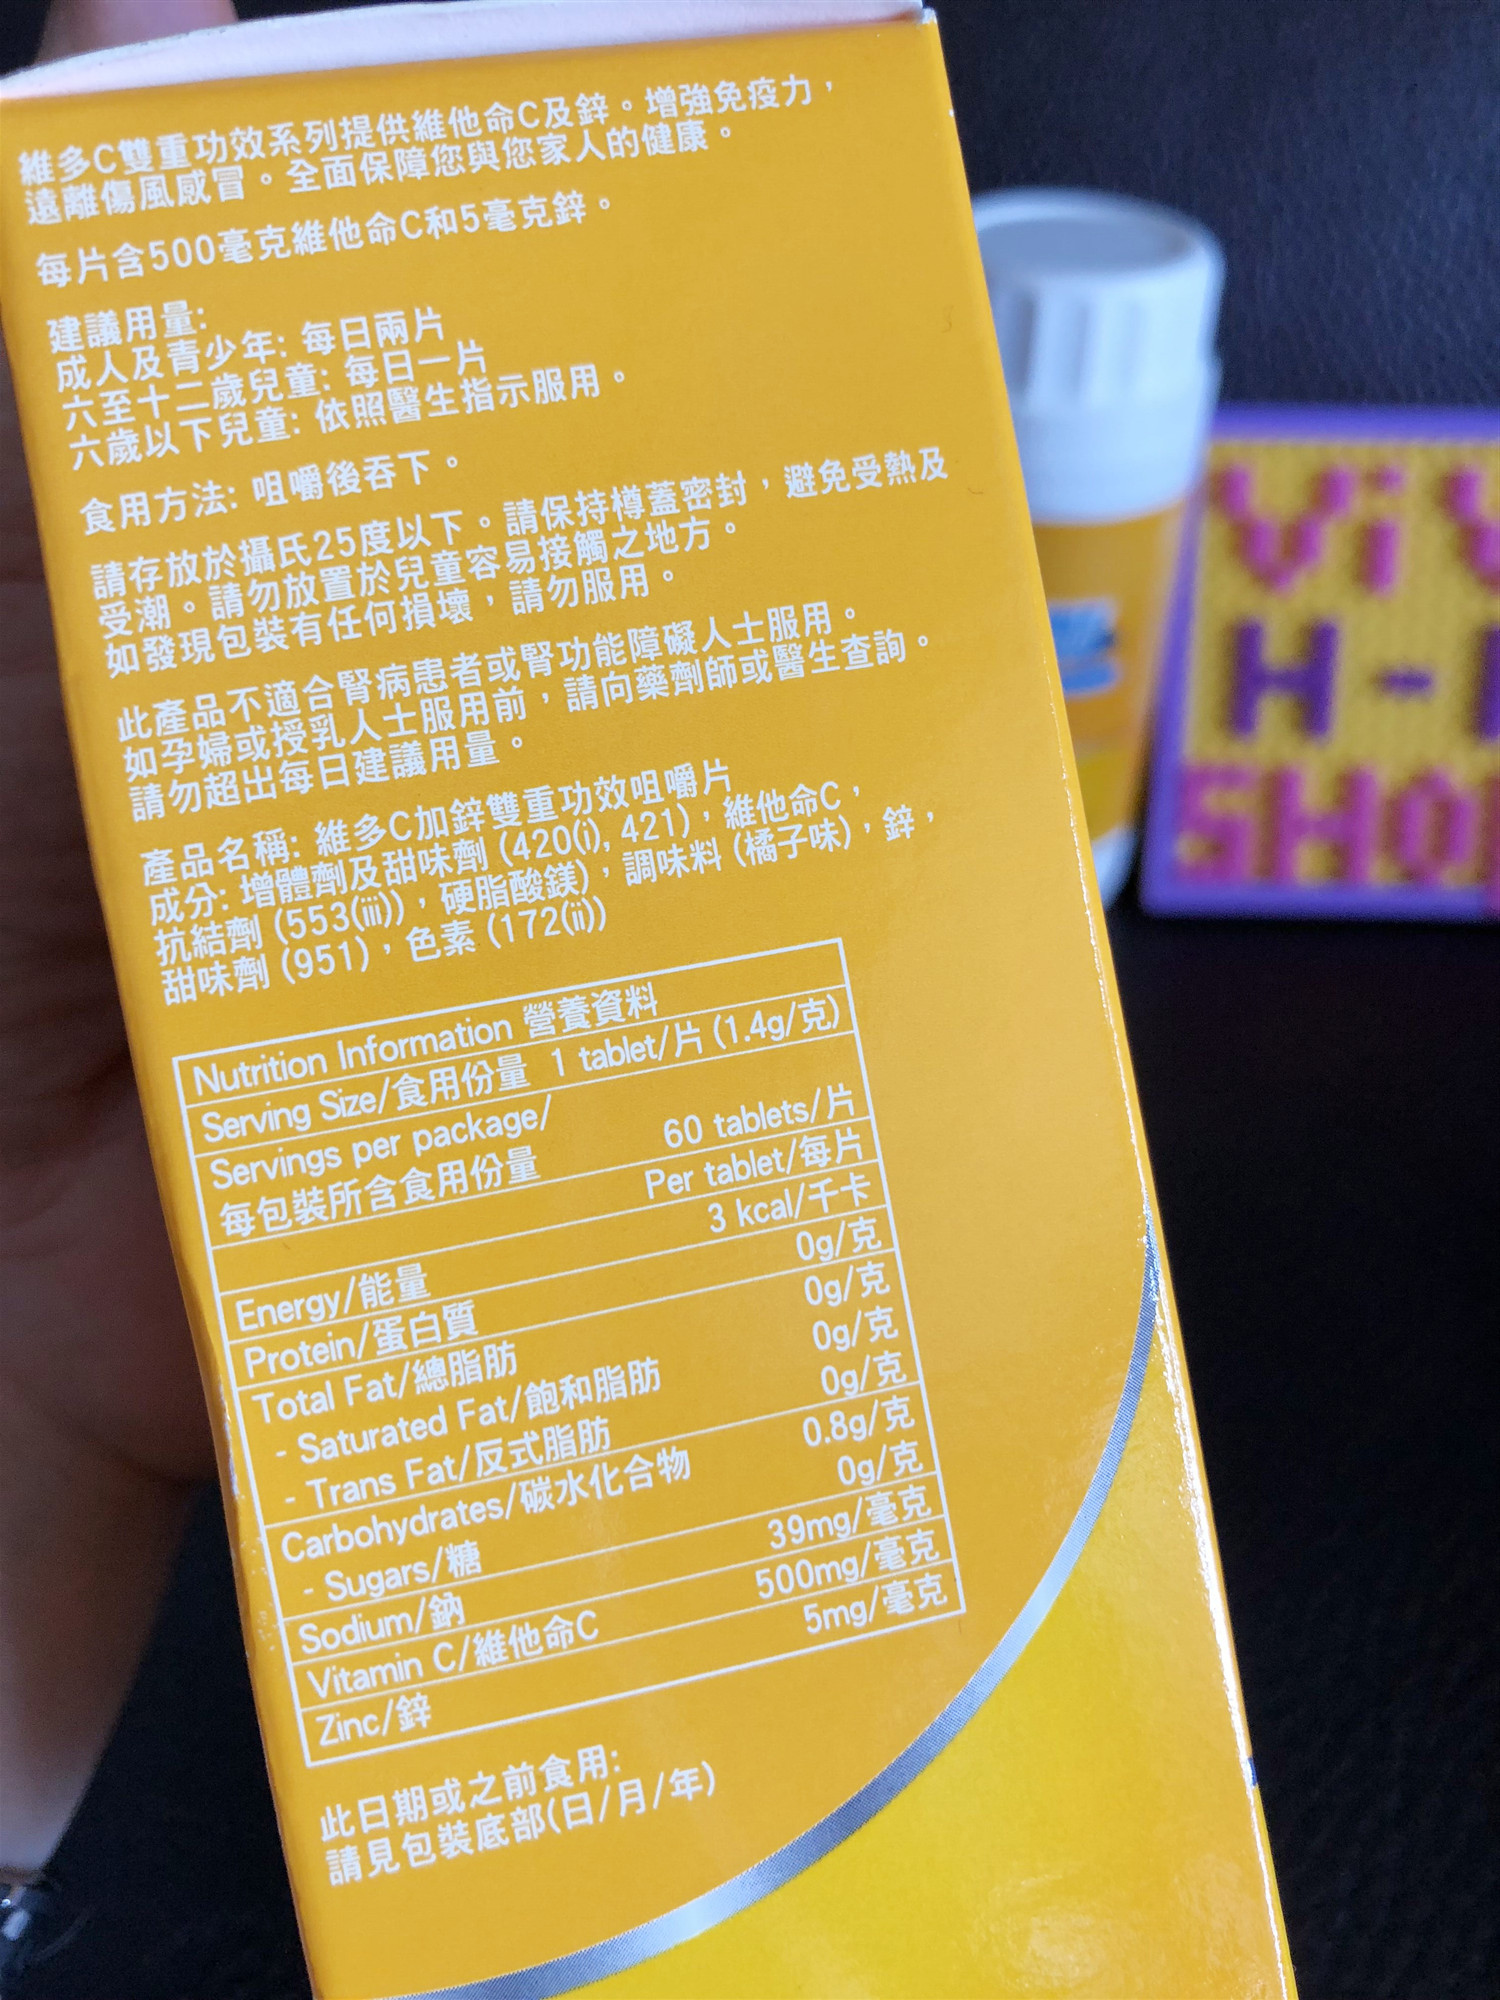 維多C雙重功效系列提供維他命C及鋅。增強免疫力，
遠離傷風感冒。全面保障您與您家人的健康。
每片含500毫克維他命C和5毫克鋅。
建議用量:
成人及青少年: 每日兩片
六至十二歲兒童: 每日一片
六歲以下兒童: 依照醫生指示服用。
食用方法: 咀嚼後吞下。
請存放於攝氏25度以下。請保持樽蓋密封，避免受熱及
受潮。請勿放置於兒童容易接觸之地方。
如發現包裝有任何損壞，請勿服用。
此產品不適合腎病患者或腎功能障礙人士服用。
如孕婦或授乳人士服用前，請向藥劑師或醫生查詢。
請勿超出每日建議用量。
產品名稱: 維多C加鋅雙重功效咀嚼片
成分: 增體劑及甜味劑 (420(i), 421)，維他命C，
抗結劑 (553(iii))，硬脂酸鎂)，調味料 (橘子味)，鋅，
甜味劑 (951)，色素 (172(ii))
Nutrition Information 營養資料
Serving Size/食用份量 1 tablet/片 (1.4g/克)
Servings per package/
每包裝所含食用份量 60 tablets/片
Per tablet/每片
Energy/能量 3 kcal/千卡
Protein/蛋白質 0g/克
Total Fat/總脂肪 0g/克
- Saturated Fat/飽和脂肪 0g/克
- Trans Fat/反式脂肪 0g/克
Carbohydrates/碳水化合物 0.8g/克
- Sugars/糖 0g/克
Sodium/鈉 39mg/毫克
Vitamin C/維他命C 500mg/毫克
Zinc/鋅 5mg/毫克
此日期或之前食用:
請見包裝底部(日/月/年)
ViV
H-
SHO